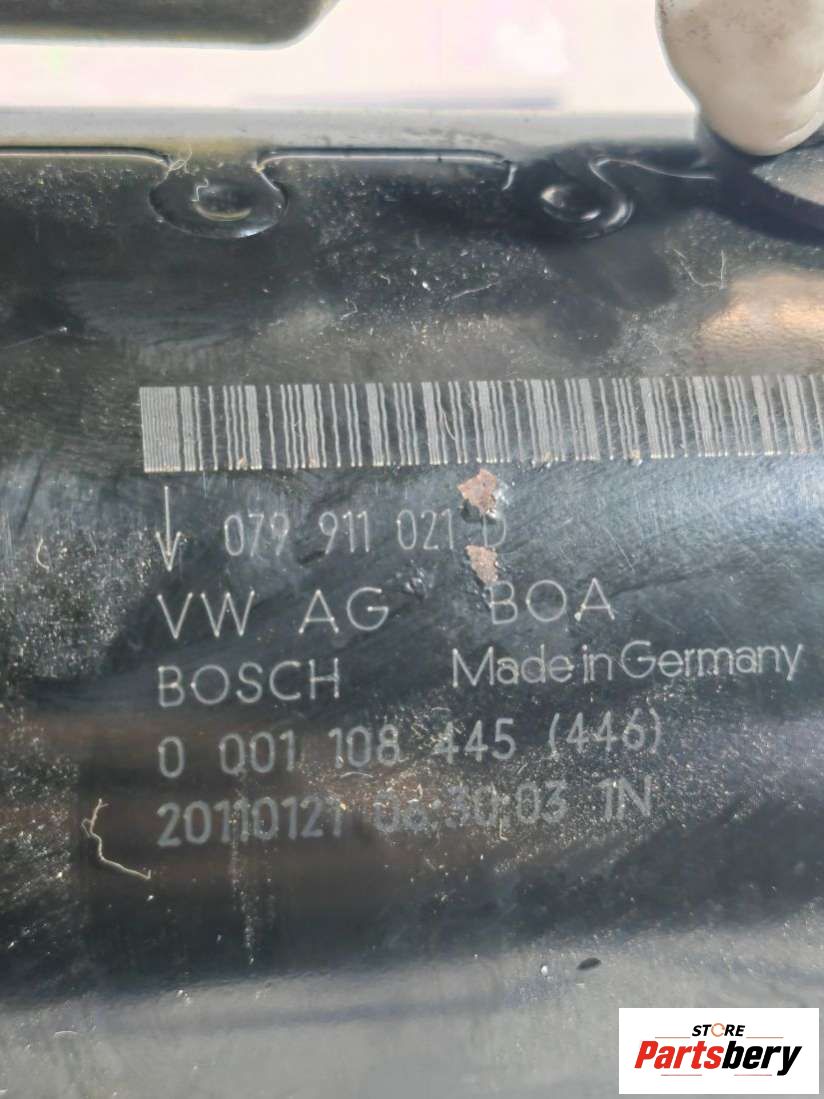 079 911 021 D
VW AG BOA
BOSCH Made in Germany
0 001 108 445 (446)
20110121 06:30:03 1N
STORE
Partsbery